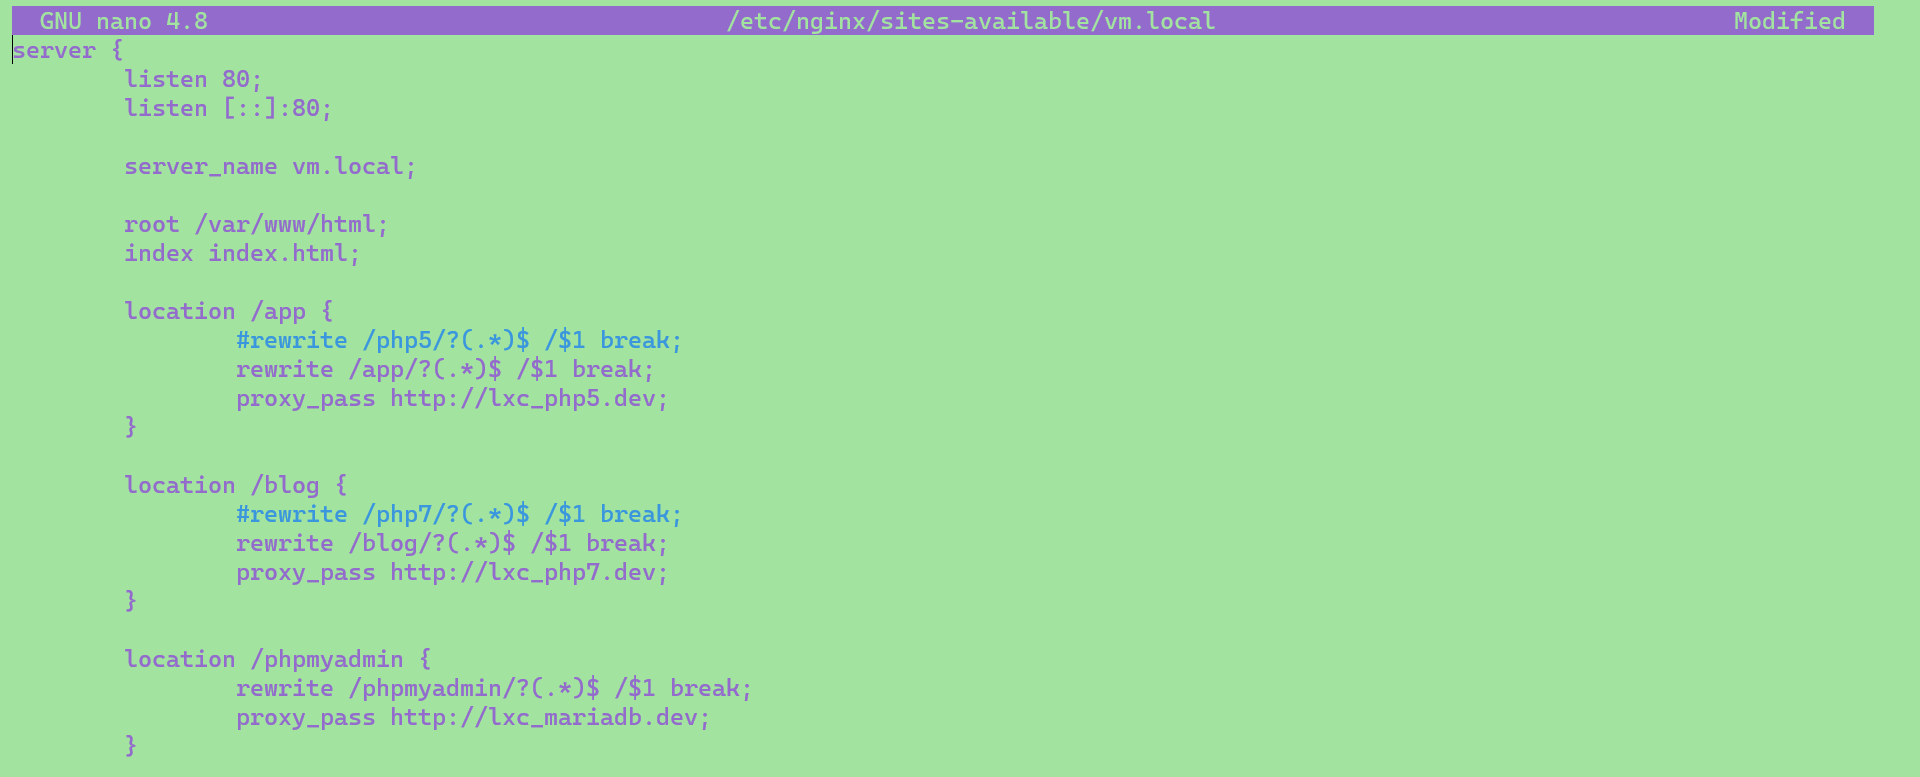 GNU nano 4.8 /etc/nginx/sites-available/vm.local Modified
server {
listen 80;
listen [::]:80;
server_name vm.local;
root /var/www/html;
index index.html;
location /app {
#rewrite /php5/?(.*)$ /$1 break;
rewrite /app/?(.*)$ /$1 break;
proxy_pass http://lxc_php5.dev;
}
location /blog {
#rewrite /php7/?(.*)$ /$1 break;
rewrite /blog/?(.*)$ /$1 break;
proxy_pass http://lxc_php7.dev;
}
location /phpmyadmin {
rewrite /phpmyadmin/?(.*)$ /$1 break;
proxy_pass http://lxc_mariadb.dev;
}